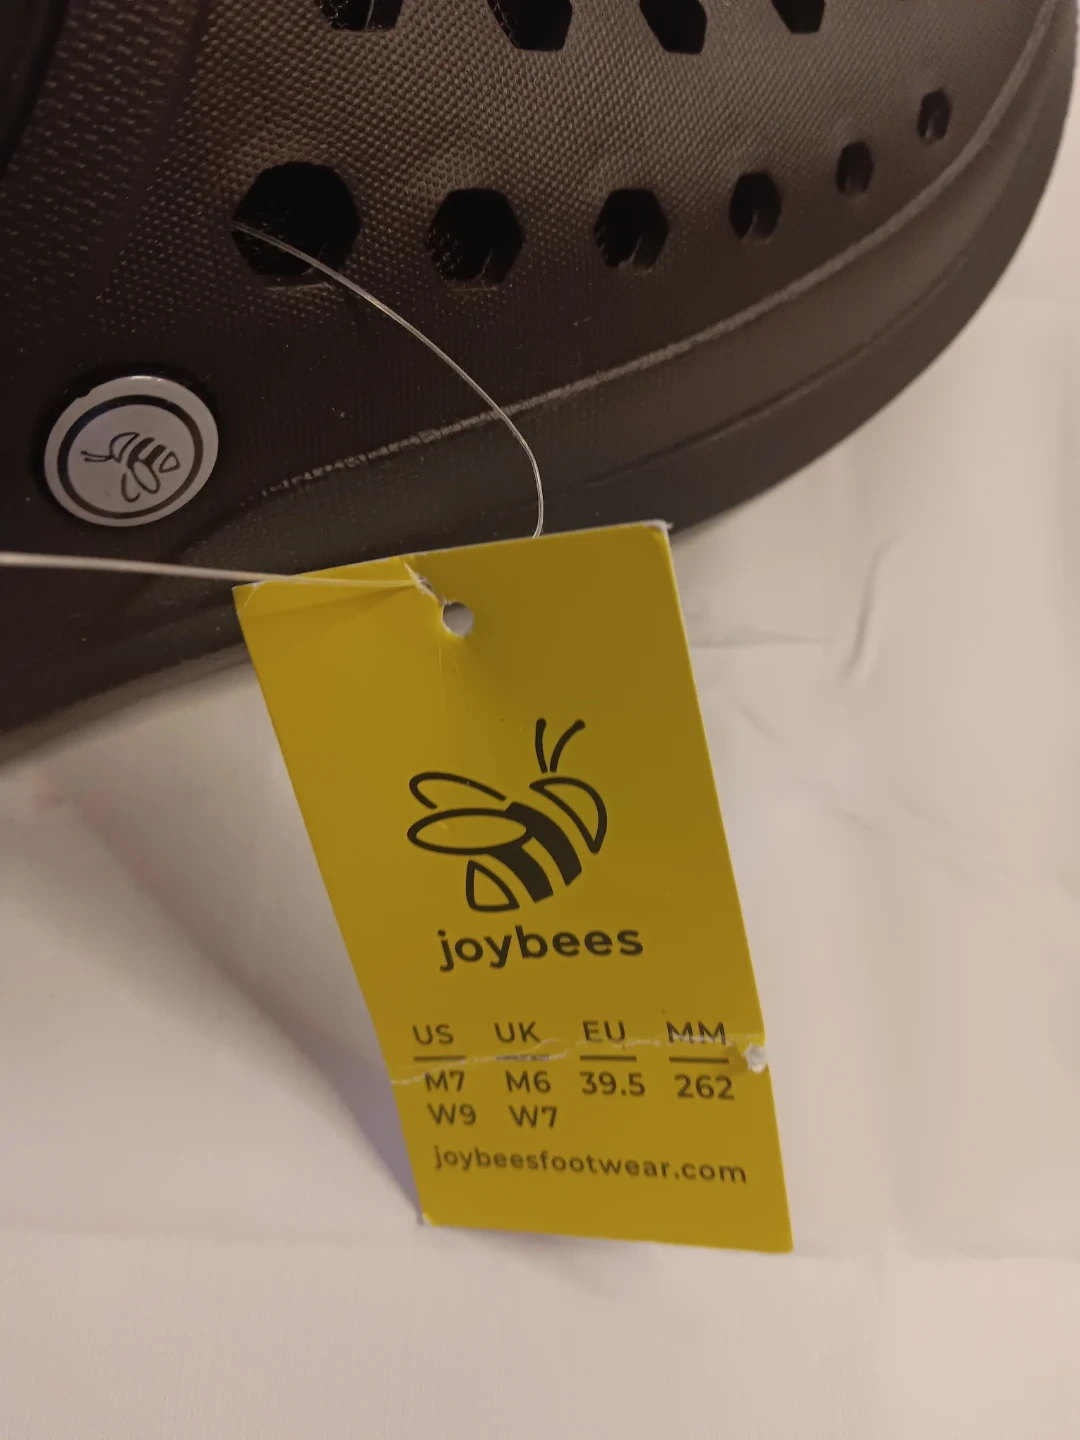 joybees
US UK EU MM
M7 M6 39.5 262
W9 W7
joybeesfootwear.com